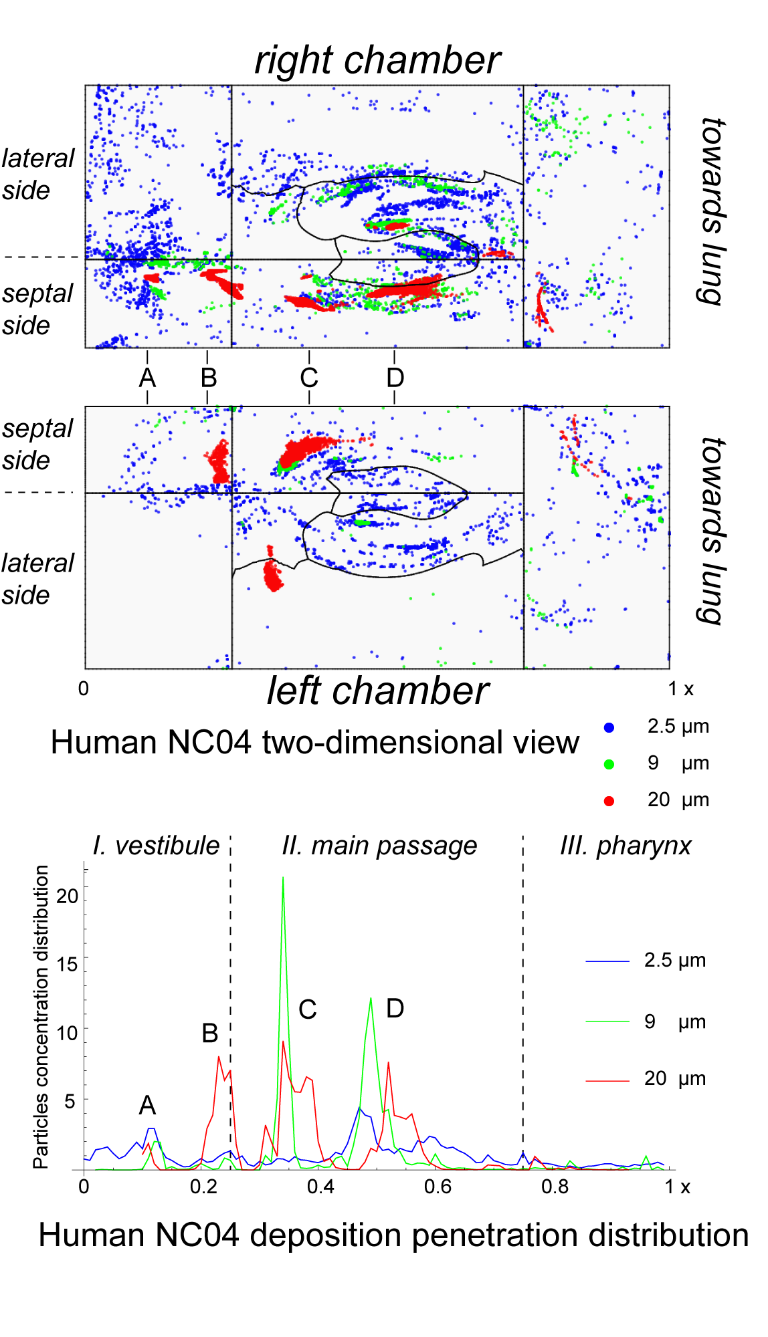 right chamber
lateral
side
septal
side
towards lung
A B C D
septal
side
lateral
side
towards lung
0 1 x
left chamber
Human NC04 two-dimensional view
2.5 µm
9 µm
20 µm
I. vestibule II. main passage III. pharynx
Particles concentration distribution
20
15
10
5
A
B
C
D
2.5 µm
9 µm
20 µm
0 0.2 0.4 0.6 0.8 1 x
Human NC04 deposition penetration distribution